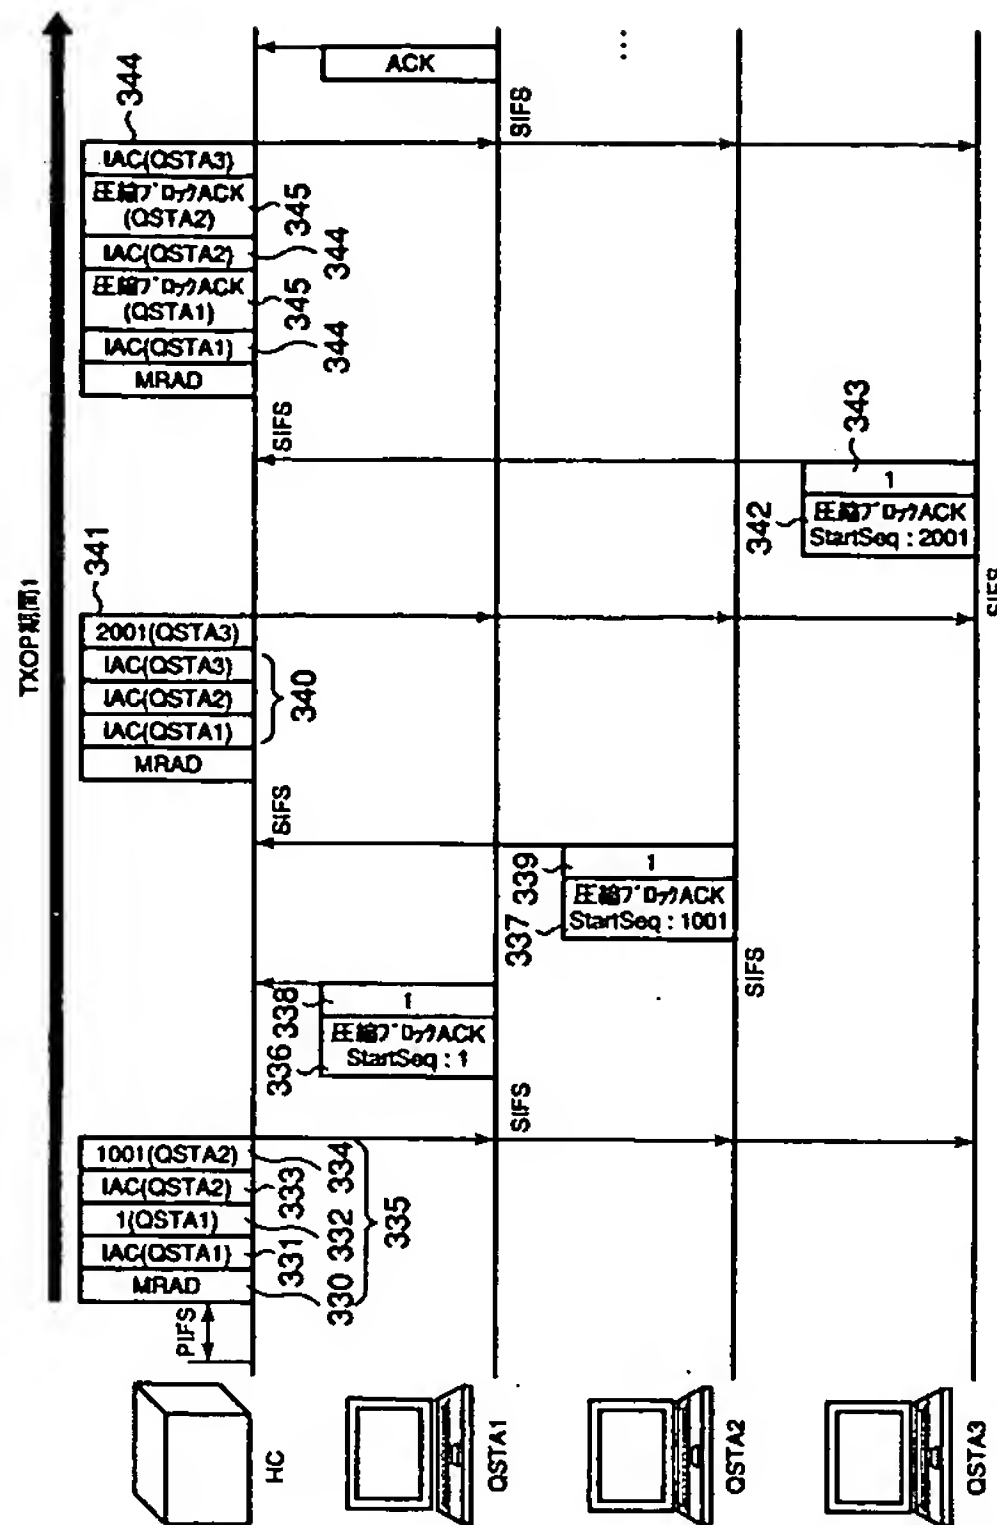 TXOP期間1
HC
PIFS
MRAD
IAC(QSTA1)
1(QSTA1)
IAC(QSTA2)
1001(QSTA2)
330
331
332
333
334
335
MRAD
IAC(QSTA1)
IAC(QSTA2)
IAC(QSTA3)
2001(QSTA3)
340
341
SIFS
SIFS
MRAD
IAC(QSTA1)
圧縮ブロックACK
(QSTA1)
IAC(QSTA2)
圧縮ブロックACK
(QSTA2)
IAC(QSTA3)
344
345
344
345
344
QSTA1
SIFS
圧縮ブロックACK
StartSeq : 1
1
336
338
SIFS
ACK
QSTA2
SIFS
圧縮ブロックACK
StartSeq : 1001
1
337
339
...
QSTA3
SIFS
圧縮ブロックACK
StartSeq : 2001
1
342
343